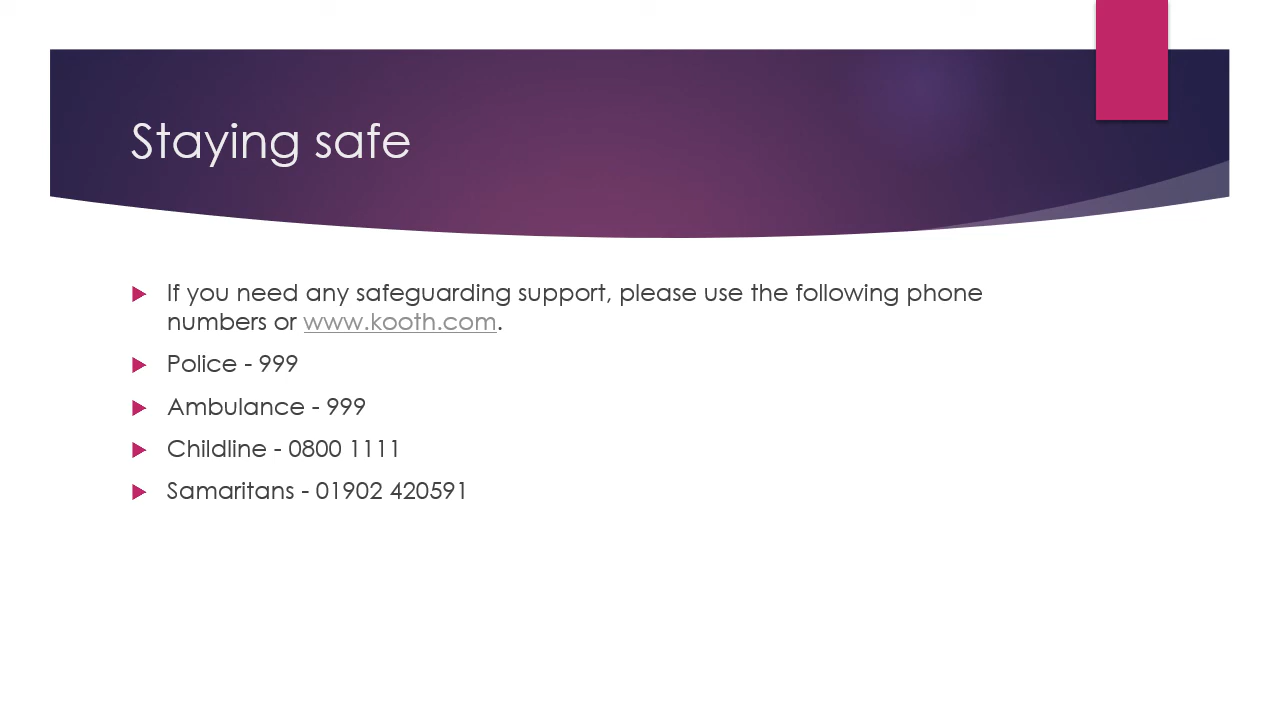 Staying safe
If you need any safeguarding support, please use the following phone
numbers or www.kooth.com.
Police - 999
Ambulance - 999
Childline - 0800 1111
Samaritans - 01902 420591